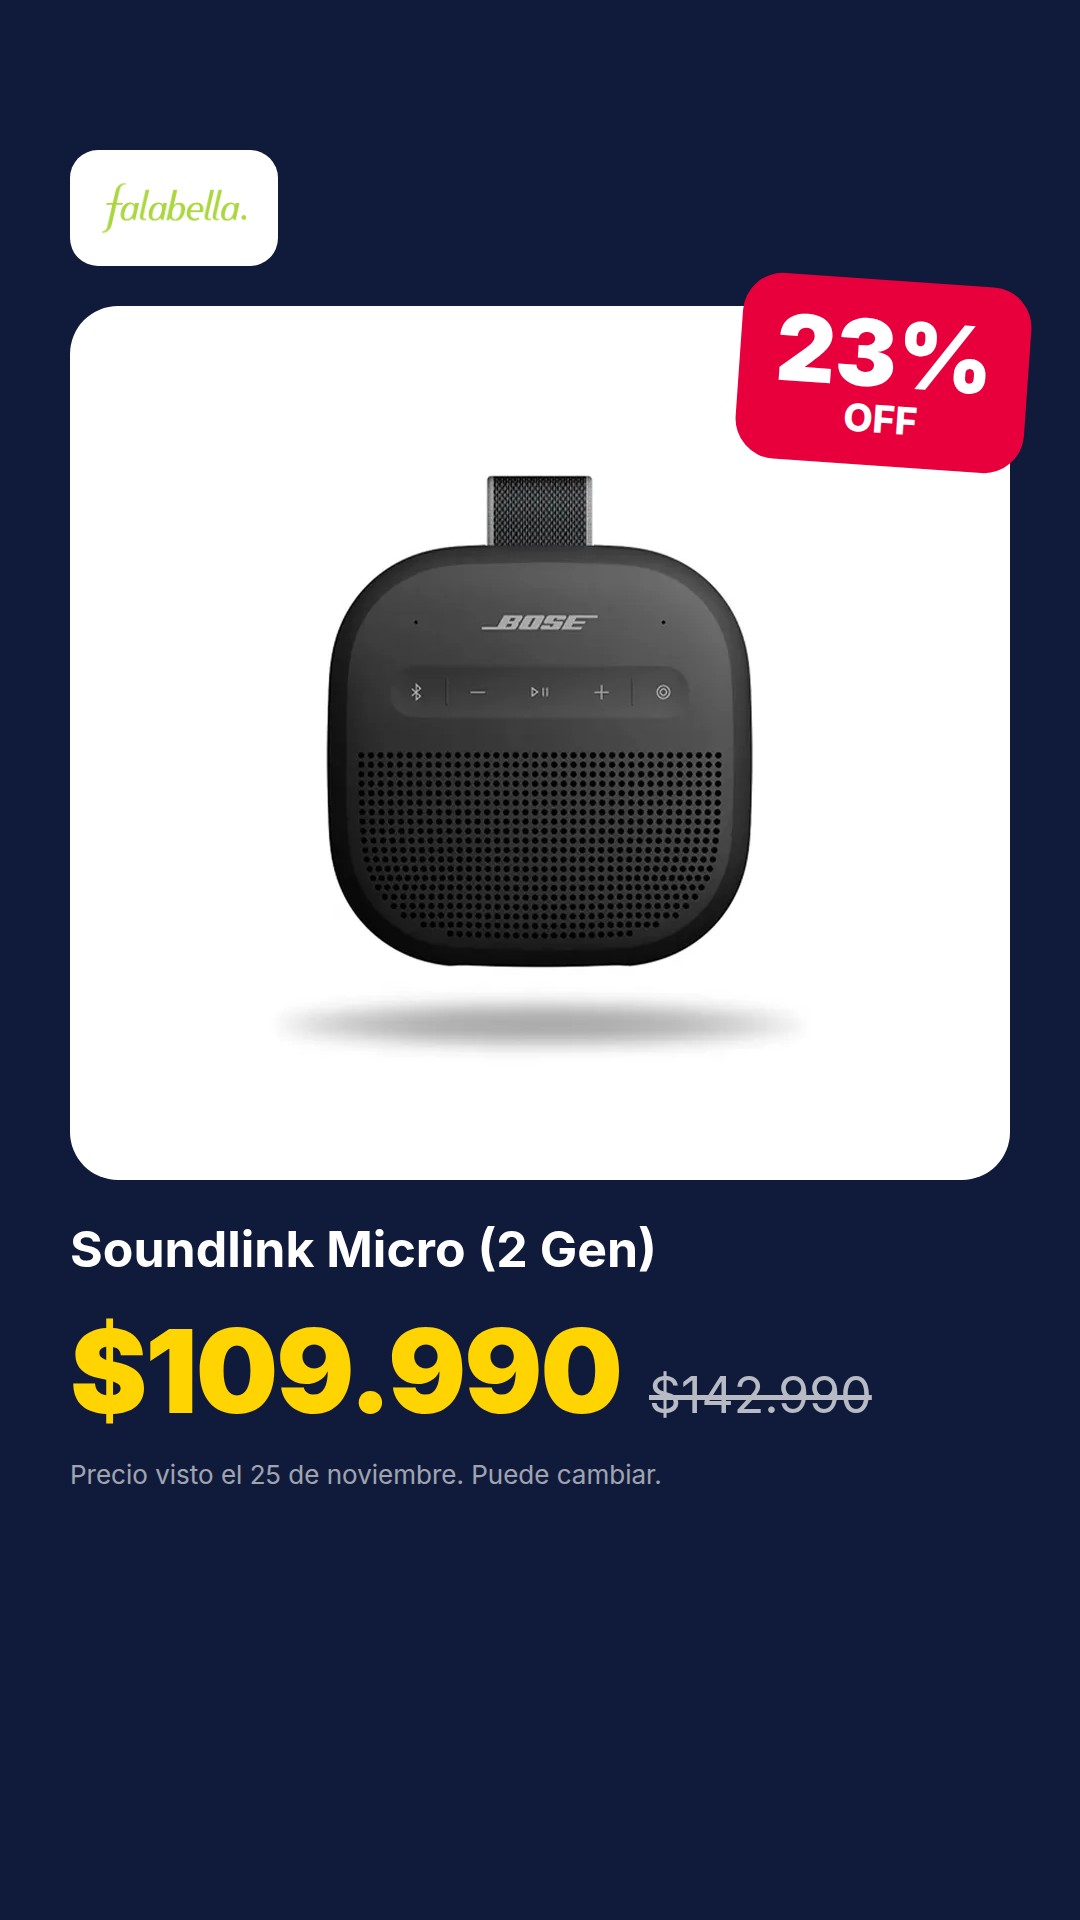 falabella.
23%
OFF
BOSE
Soundlink Micro (2 Gen)
$109.990 $142.990
Precio visto el 25 de noviembre. Puede cambiar.